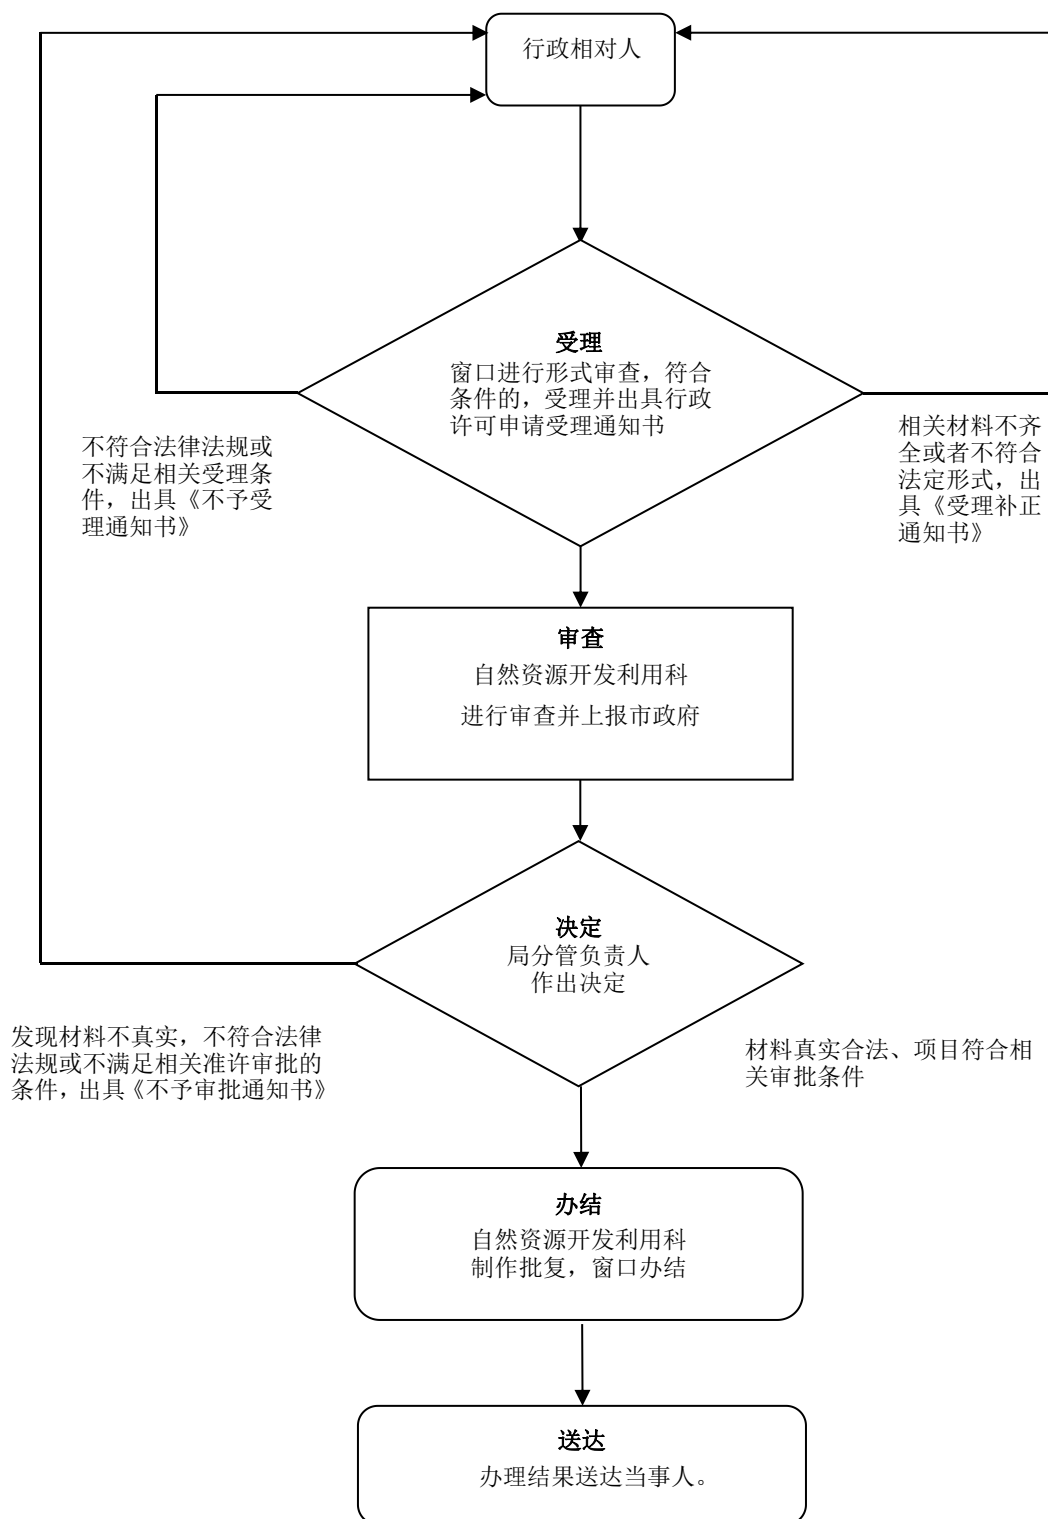 行政相对人
受理
窗口进行形式审查，符合
条件的，受理并出具行政
许可申请受理通知书
不符合法律法规或
不满足相关受理条
件，出具《不予受
理通知书》
相关材料不齐
全或者不符合
法定形式，出
具《受理补正
通知书》
审查
自然资源开发利用科
进行审查并上报市政府
决定
局分管负责人
作出决定
发现材料不真实，不符合法律
法规或不满足相关准许审批的
条件，出具《不予审批通知书》
材料真实合法、项目符合相
关审批条件
办结
自然资源开发利用科
制作批复，窗口办结
送达
办理结果送达当事人。